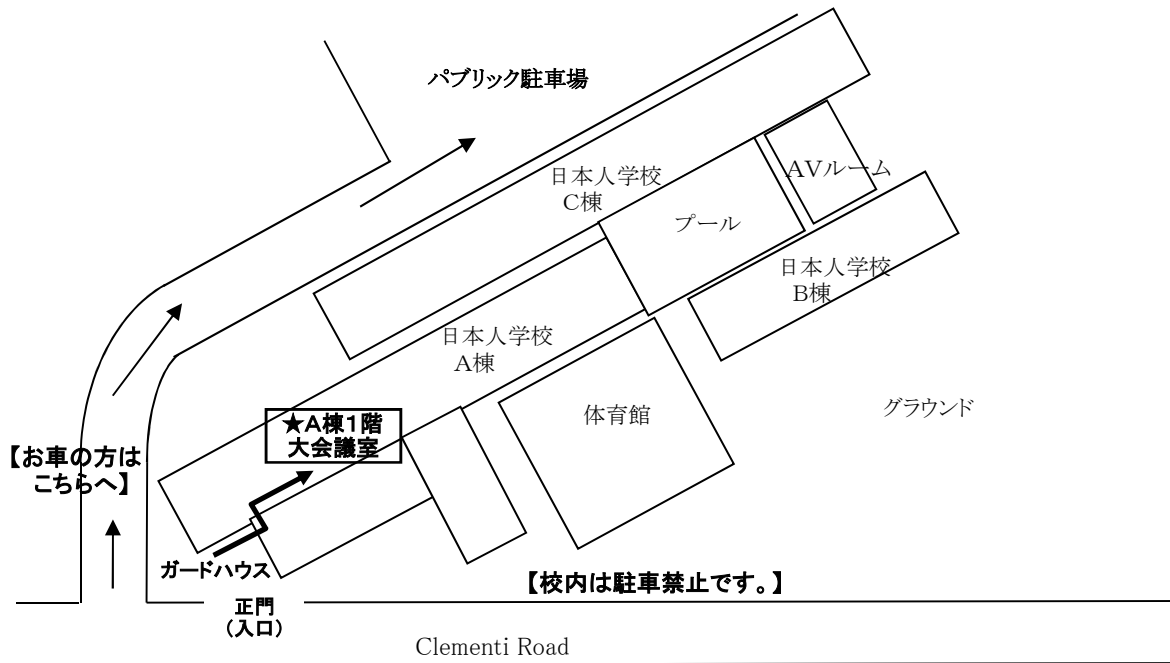 パブリック駐車場
日本人学校
C棟
AVルーム
プール
日本人学校
B棟
日本人学校
A棟
体育館
グラウンド
★A棟1階
大会議室
【お車の方は
こちらへ】
ガードハウス
【校内は駐車禁止です。】
正門
(入口)
Clementi Road